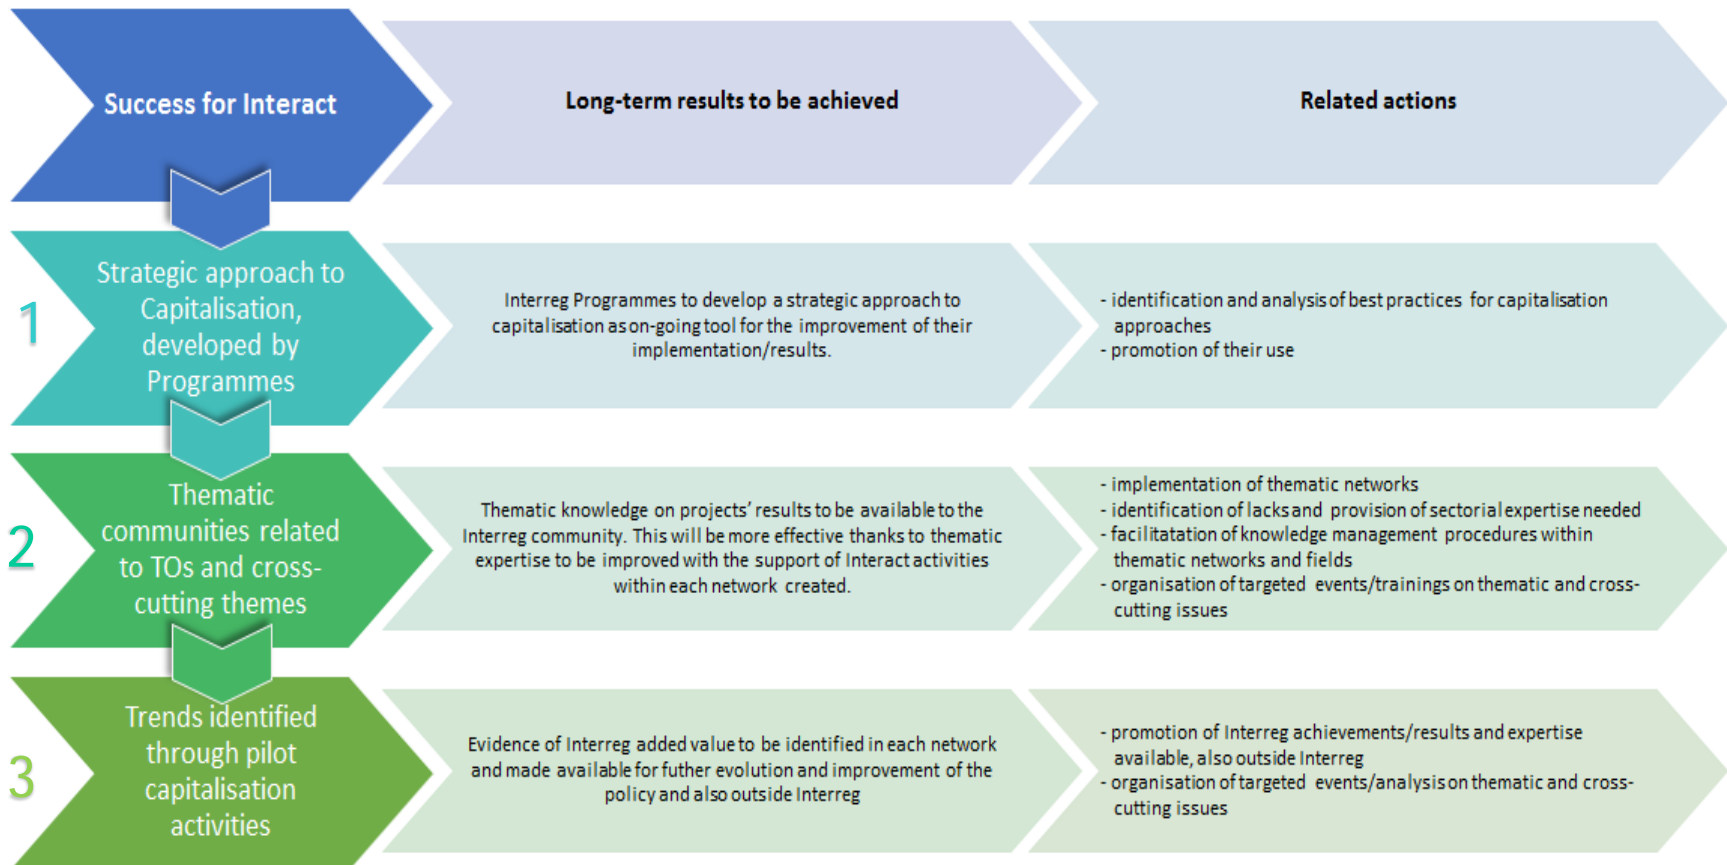 Success for Interact
Long-term results to be achieved
Related actions
1
Strategic approach to
Capitalisation,
developed by
Programmes
Interreg Programmes to develop a strategic approach to
capitalisation as on-going tool for the improvement of their
implementation/results.
- identification and analysis of best practices for capitalisation
approaches
- promotion of their use
2
Thematic
communities related
to TOs and cross-
cutting themes
Thematic knowledge on projects' results to be available to the
Interreg community. This will be more effective thanks to thematic
expertise to be improved with the support of Interact activities
within each network created.
- implementation of thematic networks
- identification of lacks and provision of sectorial expertise needed
- facilitatation of knowledge management procedures within
thematic networks and fields
- organisation of targeted events/trainings on thematic and cross-
cutting issues
3
Trends identified
through pilot
capitalisation
activities
Evidence of Interreg added value to be identified in each network
and made available for futher evolution and improvement of the
policy and also outside Interreg
- promotion of Interreg achievements/results and expertise
available, also outside Interreg
- organisation of targeted events/analysis on thematic and cross-
cutting issues